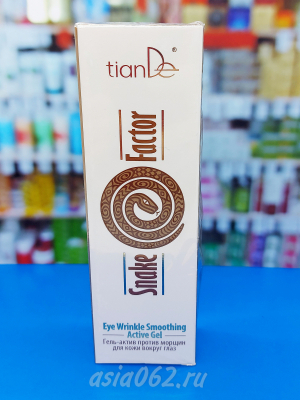 tianDe®
Snake Factor
Eye Wrinkle Smoothing
Active Gel
Гель-актив против морщин
для кожи вокруг глаз
asia062.ru